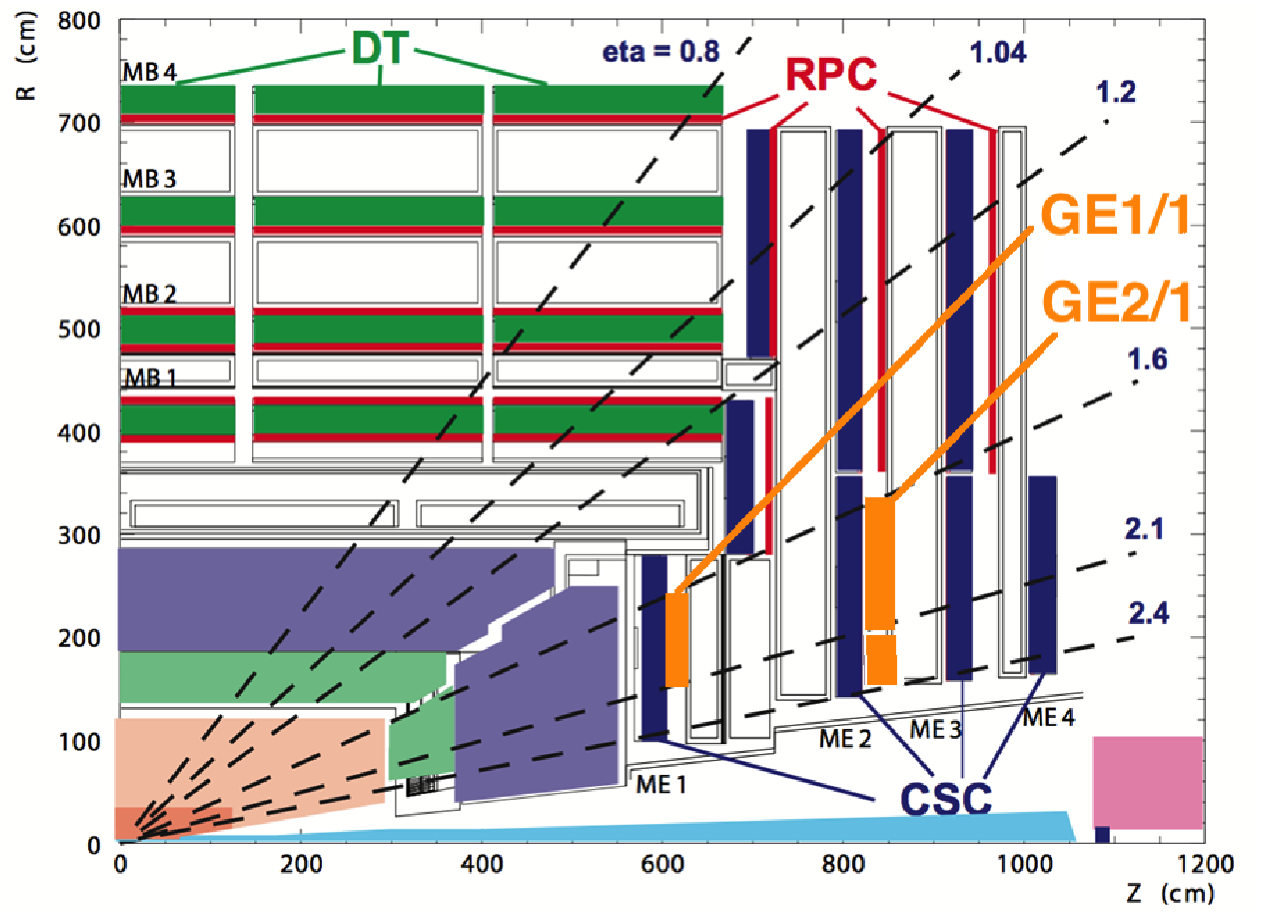 R (cm)
800
700
600
500
400
300
200
100
0
MB 4
MB 3
MB 2
MB 1
DT
eta = 0.8
RPC
1.04
1.2
GE1/1
GE2/1
1.6
2.1
2.4
ME 1
ME 2
ME 3
ME 4
CSC
0
200
400
600
800
1000
1200
Z (cm)